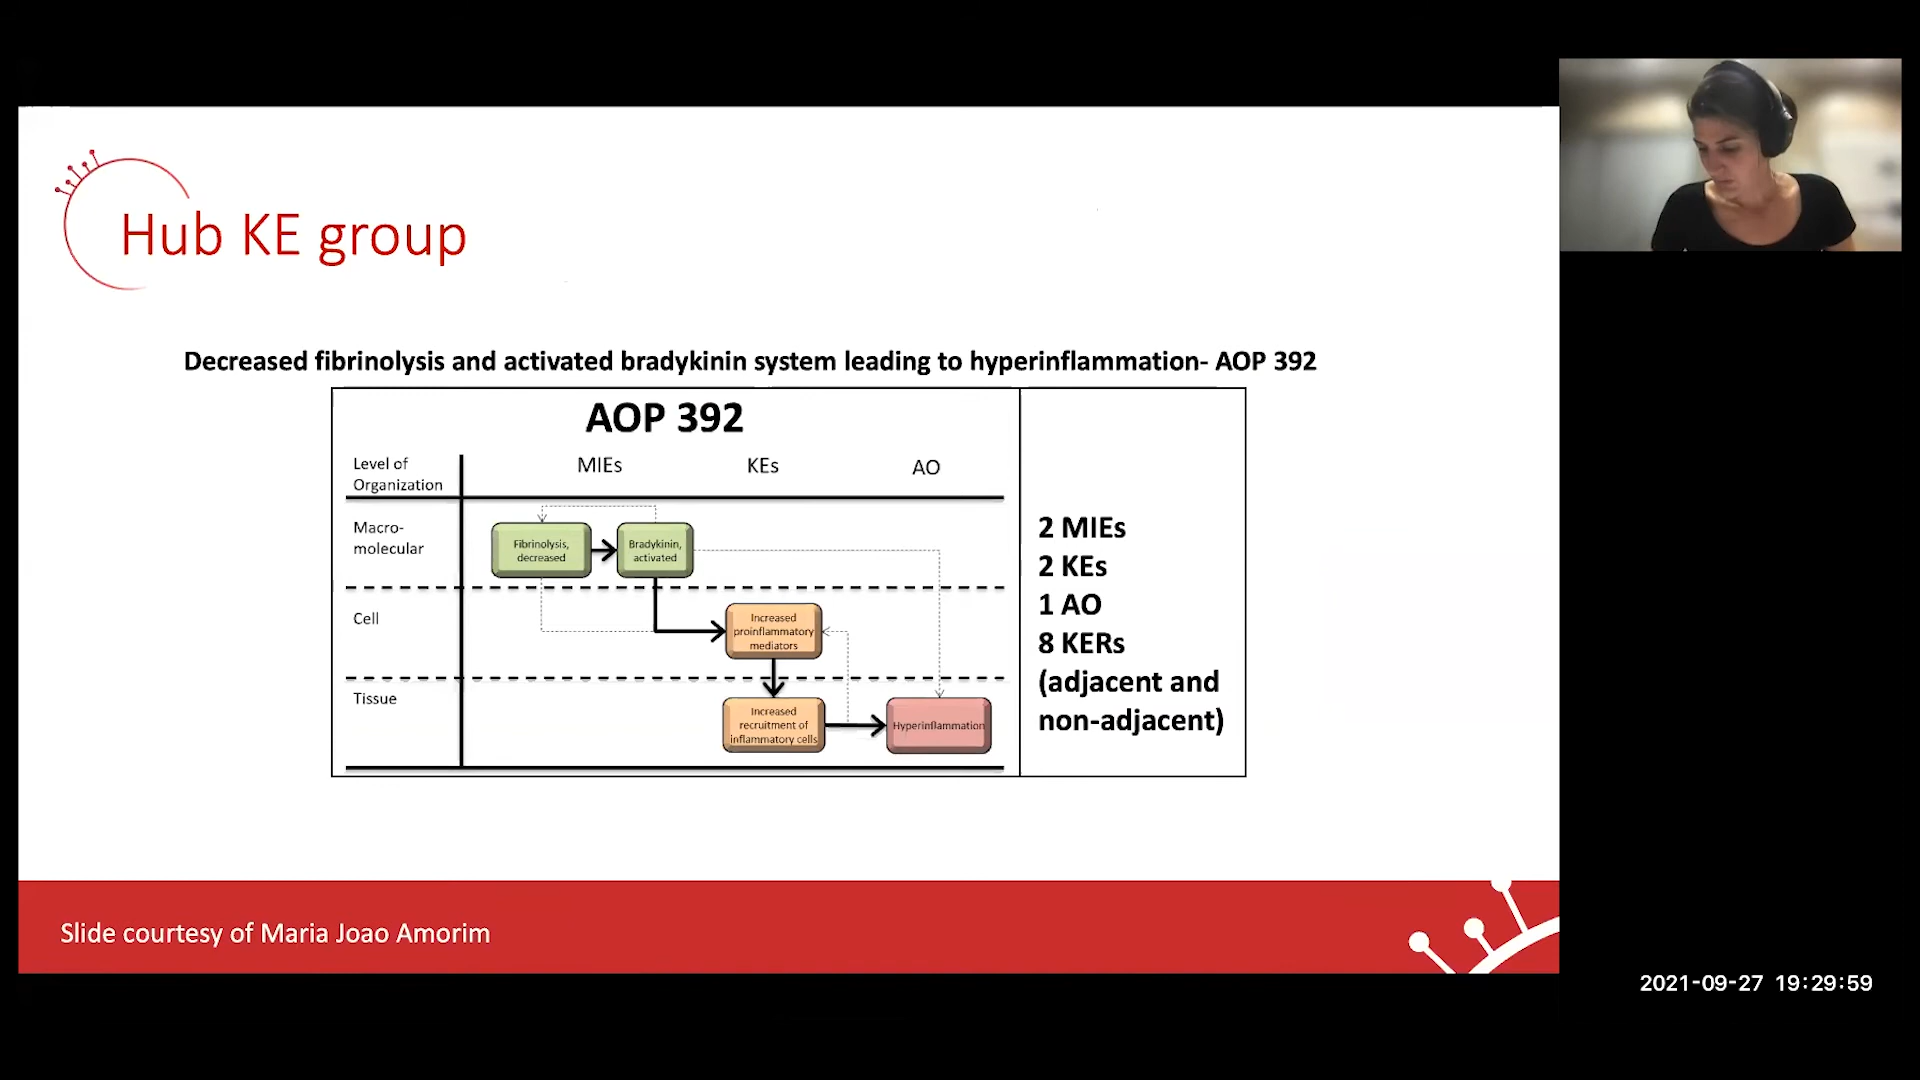 Hub KE group
Decreased fibrinolysis and activated bradykinin system leading to hyperinflammation- AOP 392
AOP 392
Level of
Organization
MIEs
KEs
AO
Macro-
molecular
Fibrinolysis,
decreased
Bradykinin,
activated
Cell
Increased
proinflammatory
mediators
Tissue
Increased
recruitment of
inflammatory cells
Hyperinflammation
2 MIEs
2 KEs
1 AO
8 KERs
(adjacent and
non-adjacent)
Slide courtesy of Maria Joao Amorim
2021-09-27 19:29:59